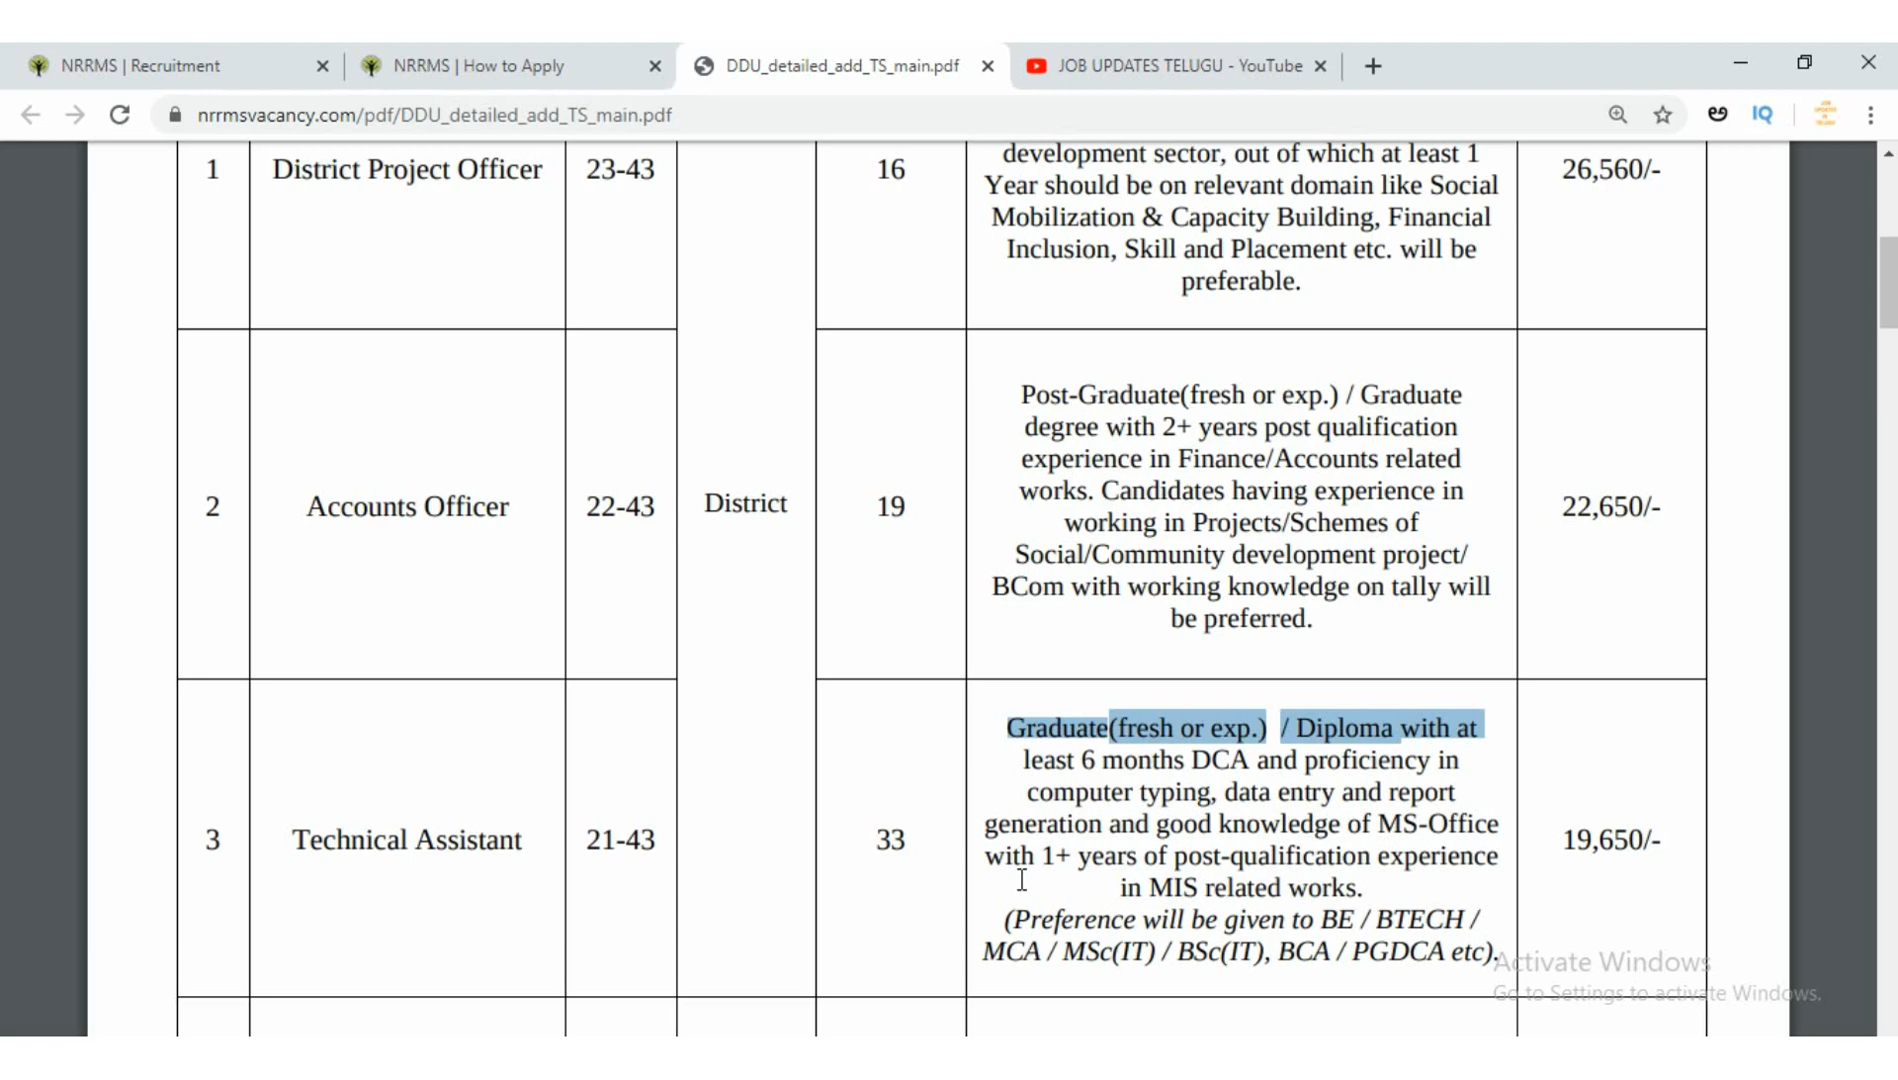 NRRMS | Recruitment
NRRMS | How to Apply
DDU_detailed_add_TS_main.pdf
JOB UPDATES TELUGU - YouTube
nrrmsvacancy.com/pdf/DDU_detailed_add_TS_main.pdf
IQ
1
District Project Officer
23-43
16
development sector, out of which at least 1
Year should be on relevant domain like Social
Mobilization & Capacity Building, Financial
Inclusion, Skill and Placement etc. will be
preferable.
26,560/-
2
Accounts Officer
22-43
District
19
Post-Graduate(fresh or exp.) / Graduate
degree with 2+ years post qualification
experience in Finance/Accounts related
works. Candidates having experience in
working in Projects/Schemes of
Social/Community development project/
BCom with working knowledge on tally will
be preferred.
22,650/-
3
Technical Assistant
21-43
33
Graduate(fresh or exp.) / Diploma with at
least 6 months DCA and proficiency in
computer typing, data entry and report
generation and good knowledge of MS-Office
with 1+ years of post-qualification experience
in MIS related works.
(Preference will be given to BE / BTECH /
MCA / MSc(IT) / BSc(IT), BCA / PGDCA etc).
19,650/-
Activate Windows
Go to Settings to activate Windows.